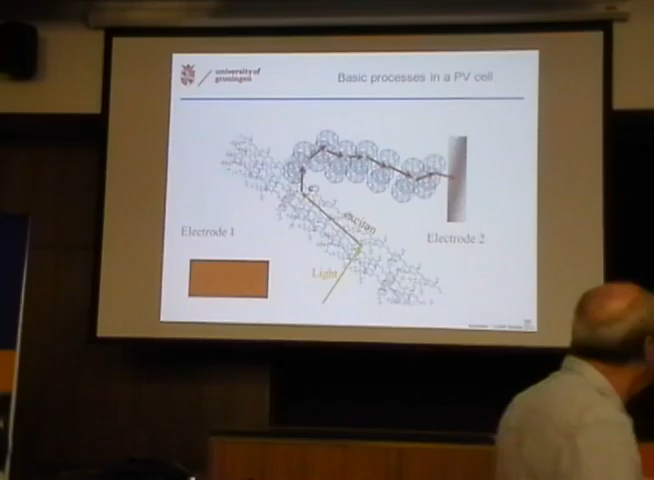 university of
groningen
Basic processes in a PV cell
e-
exciton
Electrode 1
Electrode 2
Light